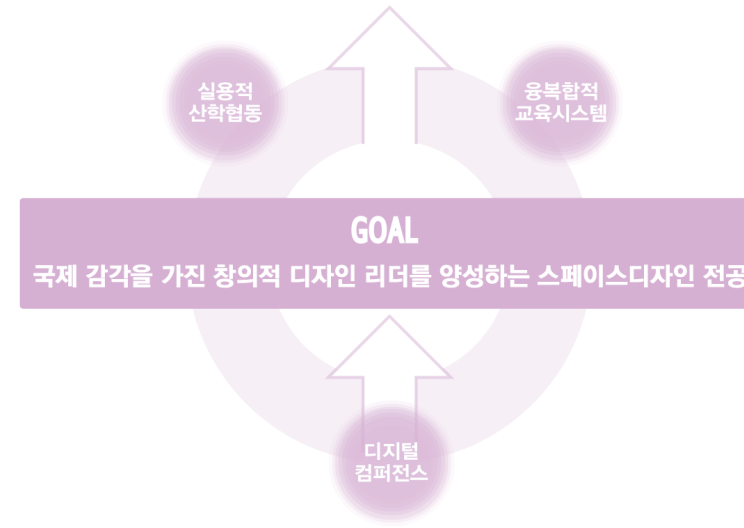 실용적
산학협동
융복합적
교육시스템
GOAL
국제 감각을 가진 창의적 디자인 리더를 양성하는 스페이스디자인 전공
디지털
컴퍼전스